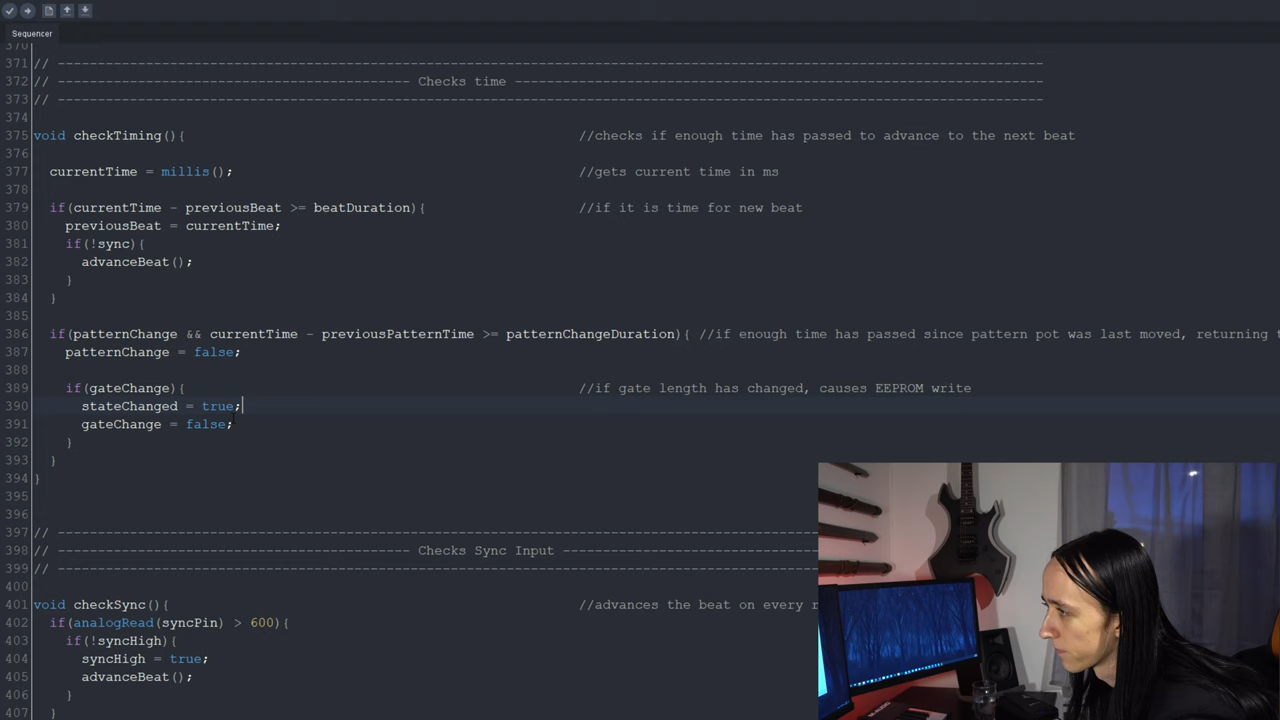 Sequencer
370
371 // ---------------------------------------------------------------------------------------------------------------------------
372 // -------------------------------------------- Checks time ------------------------------------------------------------------
373 // ---------------------------------------------------------------------------------------------------------------------------
374
375 void checkTiming(){ //checks if enough time has passed to advance to the next beat
376
377 currentTime = millis(); //gets current time in ms
378
379 if(currentTime - previousBeat >= beatDuration){ //if it is time for new beat
380 previousBeat = currentTime;
381 if(!sync){
382 advanceBeat();
383 }
384 }
385
386 if(patternChange && currentTime - previousPatternTime >= patternChangeDuration){ //if enough time has passed since pattern pot was last moved, returning
387 patternChange = false;
388
389 if(gateChange){ //if gate length has changed, causes EEPROM write
390 stateChanged = true;
391 gateChange = false;
392 }
393 }
394 }
395
396
397 // -----------------------------------------------------------------------------------------------
398 // -------------------------------------------- Checks Sync Input --------------------------------
399 // -----------------------------------------------------------------------------------------------
400
401 void checkSync(){ //advances the beat on every
402 if(analogRead(syncPin) > 600){
403 if(!syncHigh){
404 syncHigh = true;
405 advanceBeat();
406 }
407 }